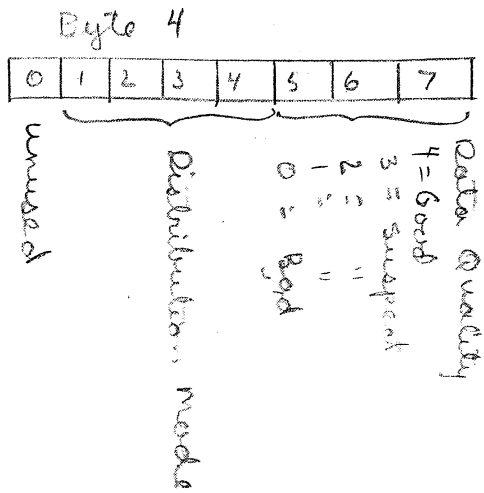 Byte 4
0 1 2 3 4 5 6 7
unused
Distribution Mode
Data Quality
4 = Good
3 = Suspect
2 " =
1 " =
0 " Bad